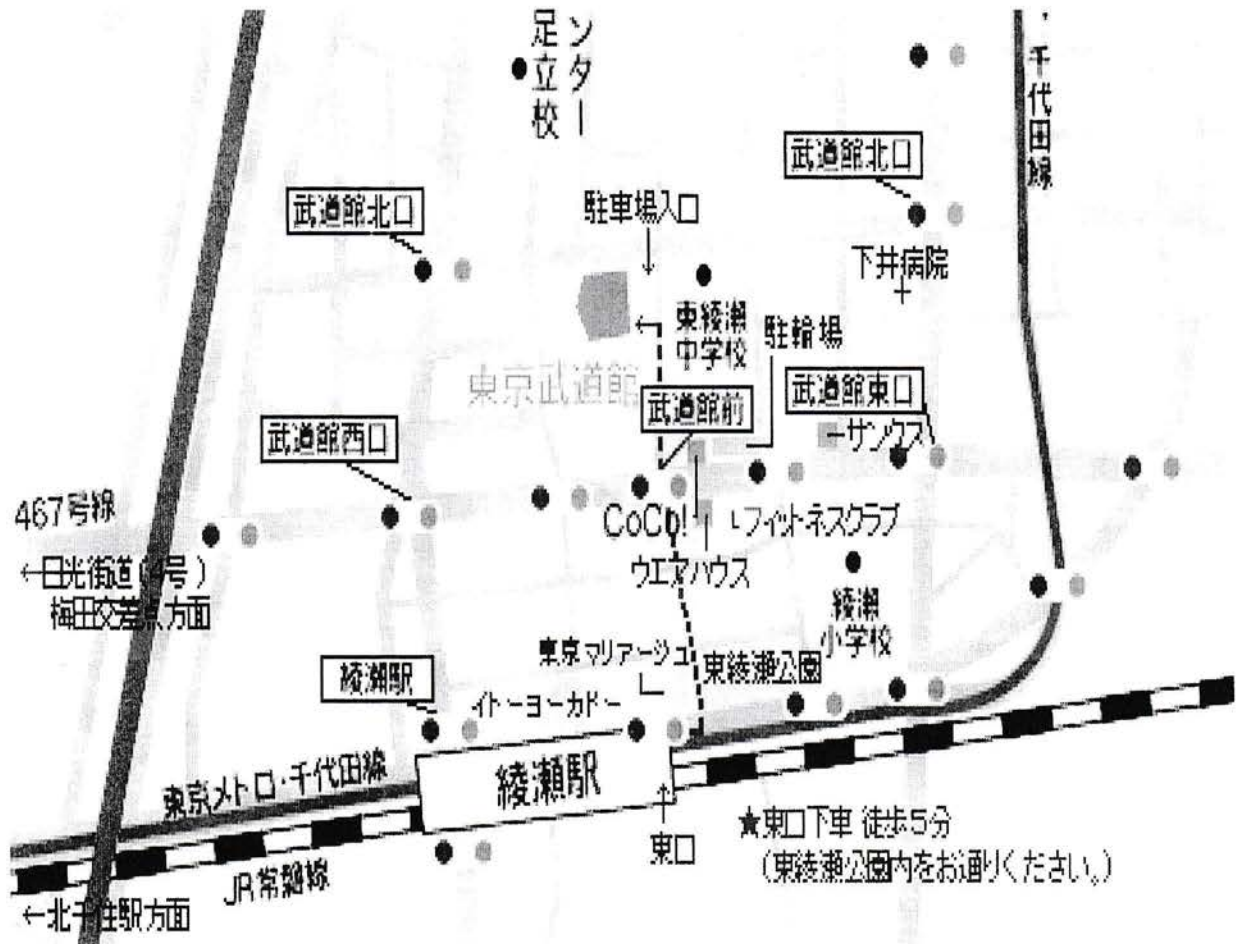 ンター
足立校
・千代田線
武道館北口
武道館北口
駐車場入口
下井病院
東綾瀬
中学校
駐輪場
東京武道館
武道館前
武道館東口
←サンクス
武道館西口
467号線
CoCo!
フィットネスクラブ
ウエアハウス
←日光街道(4号)
梅田交差点方面
綾瀬
小学校
東京マリアージュ
東綾瀬公園
綾瀬駅
イトーヨーカドー
東京メトロ・千代田線
綾瀬駅
東口
★東口下車 徒歩5分
(東綾瀬公園内をお通りください。)
JR常磐線
←北千住駅方面